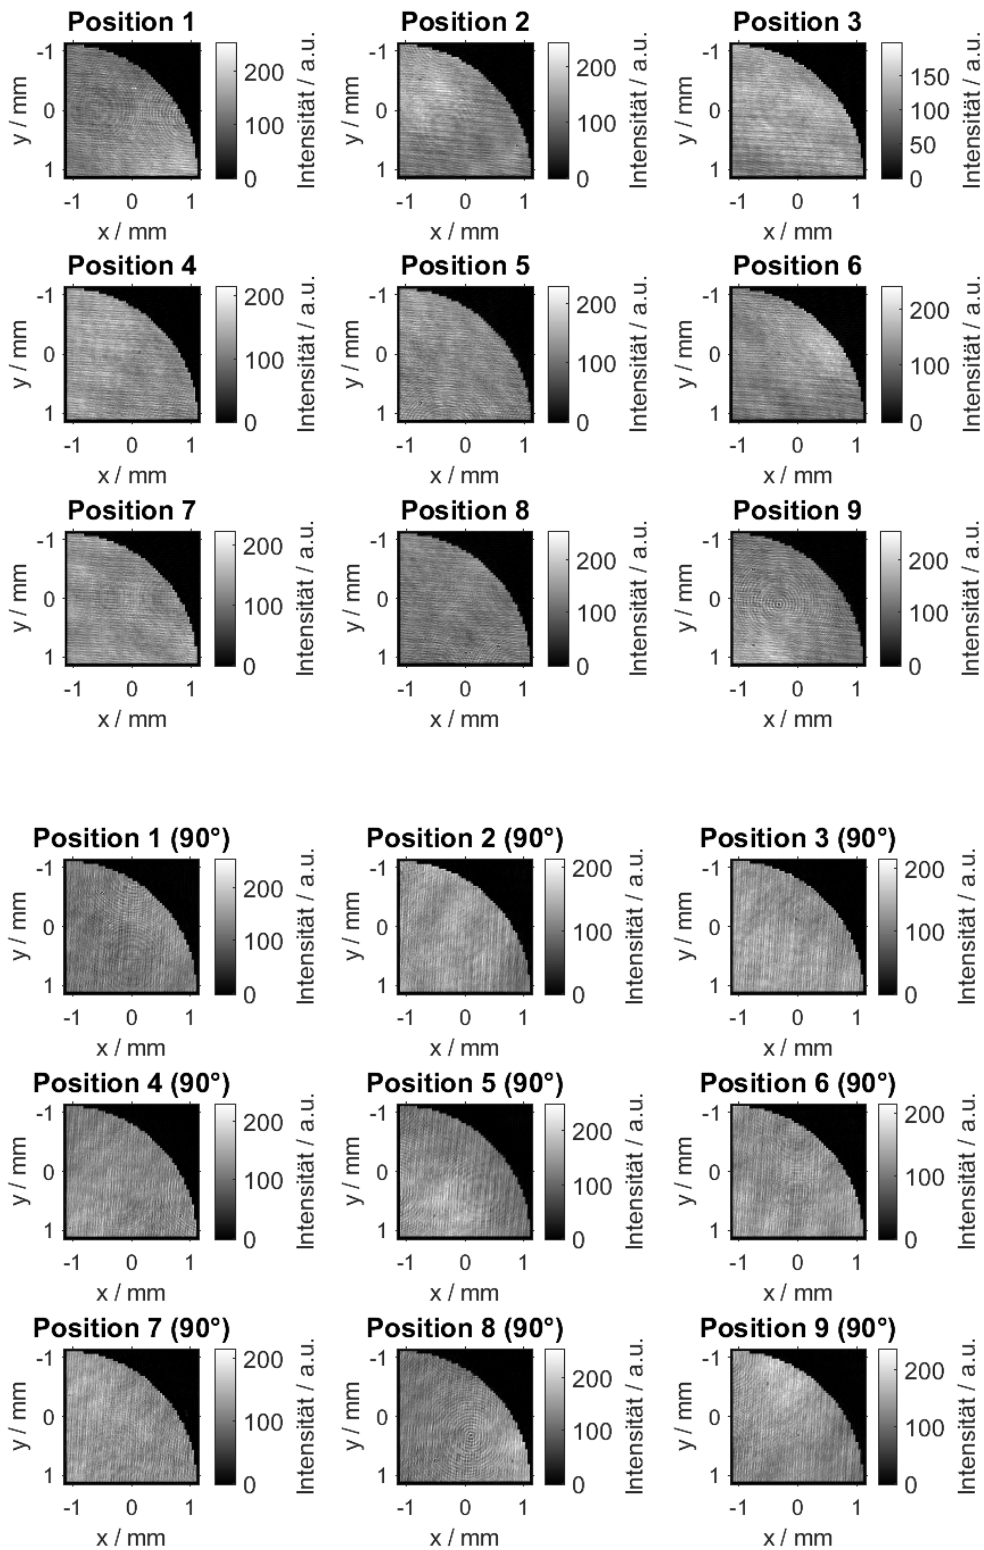 Position 1 Position 2 Position 3
-1 0 1 y / mm -1 0 1 x / mm 200 100 0 Intensität / a.u.
-1 0 1 y / mm -1 0 1 x / mm 200 100 0 Intensität / a.u.
-1 0 1 y / mm -1 0 1 x / mm 150 100 50 0 Intensität / a.u.
Position 4 Position 5 Position 6
-1 0 1 y / mm -1 0 1 x / mm 200 100 0 Intensität / a.u.
-1 0 1 y / mm -1 0 1 x / mm 200 100 0 Intensität / a.u.
-1 0 1 y / mm -1 0 1 x / mm 200 100 0 Intensität / a.u.
Position 7 Position 8 Position 9
-1 0 1 y / mm -1 0 1 x / mm 200 100 0 Intensität / a.u.
-1 0 1 y / mm -1 0 1 x / mm 200 100 0 Intensität / a.u.
-1 0 1 y / mm -1 0 1 x / mm 200 100 0 Intensität / a.u.
Position 1 (90°) Position 2 (90°) Position 3 (90°)
-1 0 1 y / mm -1 0 1 x / mm 200 100 0 Intensität / a.u.
-1 0 1 y / mm -1 0 1 x / mm 200 100 0 Intensität / a.u.
-1 0 1 y / mm -1 0 1 x / mm 200 100 0 Intensität / a.u.
Position 4 (90°) Position 5 (90°) Position 6 (90°)
-1 0 1 y / mm -1 0 1 x / mm 200 100 0 Intensität / a.u.
-1 0 1 y / mm -1 0 1 x / mm 200 100 0 Intensität / a.u.
-1 0 1 y / mm -1 0 1 x / mm 200 100 0 Intensität / a.u.
Position 7 (90°) Position 8 (90°) Position 9 (90°)
-1 0 1 y / mm -1 0 1 x / mm 200 100 0 Intensität / a.u.
-1 0 1 y / mm -1 0 1 x / mm 200 100 0 Intensität / a.u.
-1 0 1 y / mm -1 0 1 x / mm 200 100 0 Intensität / a.u.